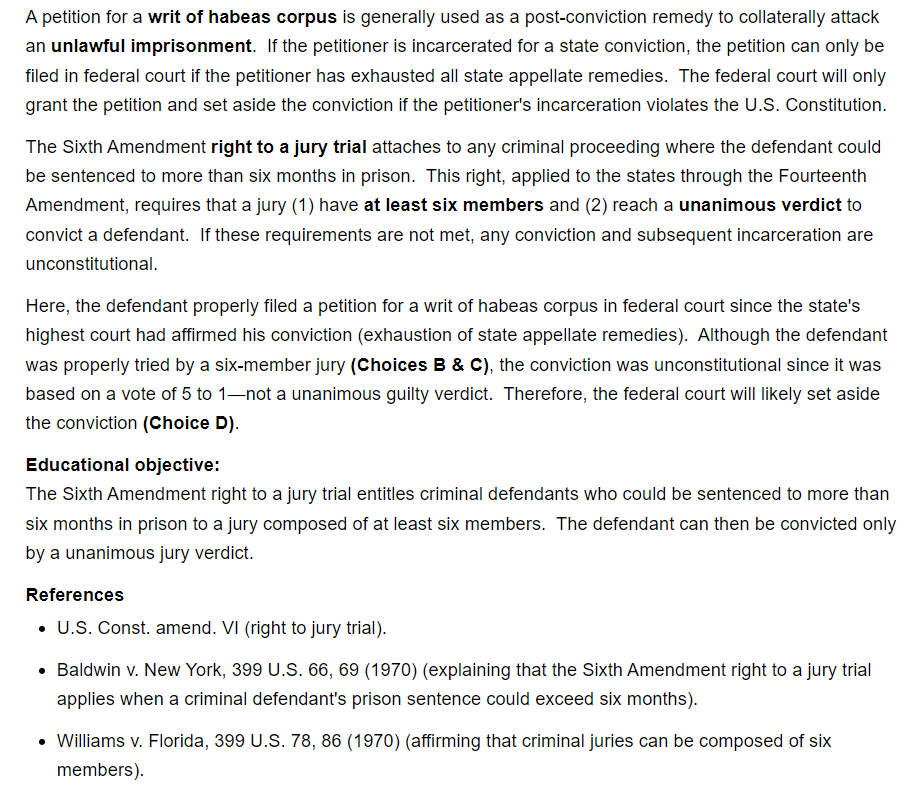 A petition for a writ of habeas corpus is generally used as a post-conviction remedy to collaterally attack
an unlawful imprisonment.  If the petitioner is incarcerated for a state conviction, the petition can only be
filed in federal court if the petitioner has exhausted all state appellate remedies.  The federal court will only
grant the petition and set aside the conviction if the petitioner's incarceration violates the U.S. Constitution.
The Sixth Amendment right to a jury trial attaches to any criminal proceeding where the defendant could
be sentenced to more than six months in prison.  This right, applied to the states through the Fourteenth
Amendment, requires that a jury (1) have at least six members and (2) reach a unanimous verdict to
convict a defendant.  If these requirements are not met, any conviction and subsequent incarceration are
unconstitutional.
Here, the defendant properly filed a petition for a writ of habeas corpus in federal court since the state's
highest court had affirmed his conviction (exhaustion of state appellate remedies).  Although the defendant
was properly tried by a six-member jury (Choices B & C), the conviction was unconstitutional since it was
based on a vote of 5 to 1—not a unanimous guilty verdict.  Therefore, the federal court will likely set aside
the conviction (Choice D).
Educational objective:
The Sixth Amendment right to a jury trial entitles criminal defendants who could be sentenced to more than
six months in prison to a jury composed of at least six members.  The defendant can then be convicted only
by a unanimous jury verdict.
References
• U.S. Const. amend. VI (right to jury trial).
• Baldwin v. New York, 399 U.S. 66, 69 (1970) (explaining that the Sixth Amendment right to a jury trial
applies when a criminal defendant's prison sentence could exceed six months).
• Williams v. Florida, 399 U.S. 78, 86 (1970) (affirming that criminal juries can be composed of six
members).